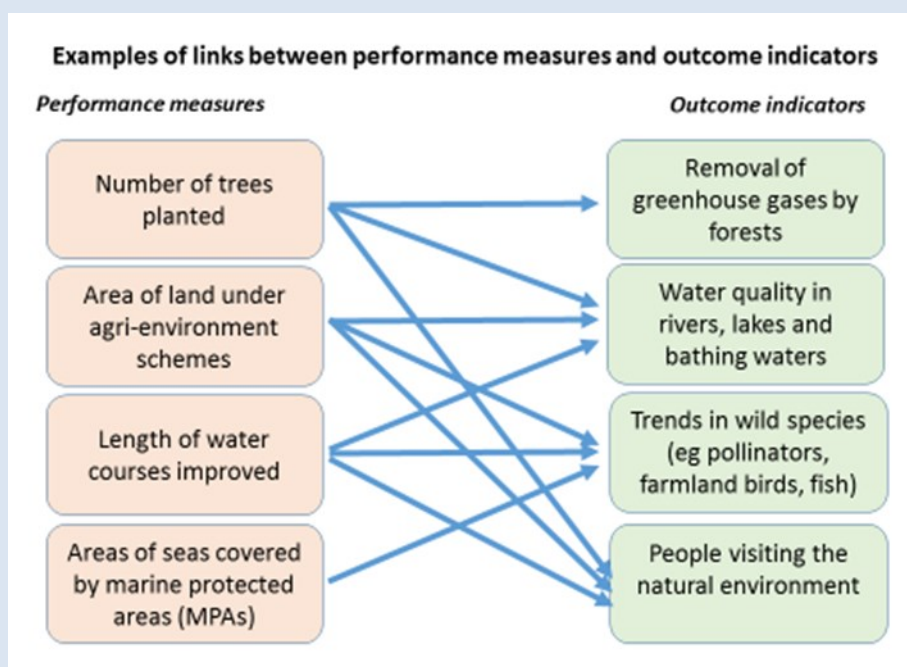 Examples of links between performance measures and outcome indicators
Performance measures
Outcome indicators
Number of trees
planted
Removal of
greenhouse gases by
forests
Area of land under
agri-environment
schemes
Water quality in
rivers, lakes and
bathing waters
Length of water
courses improved
Trends in wild species
(eg pollinators,
farmland birds, fish)
Areas of seas covered
by marine protected
areas (MPAs)
People visiting the
natural environment